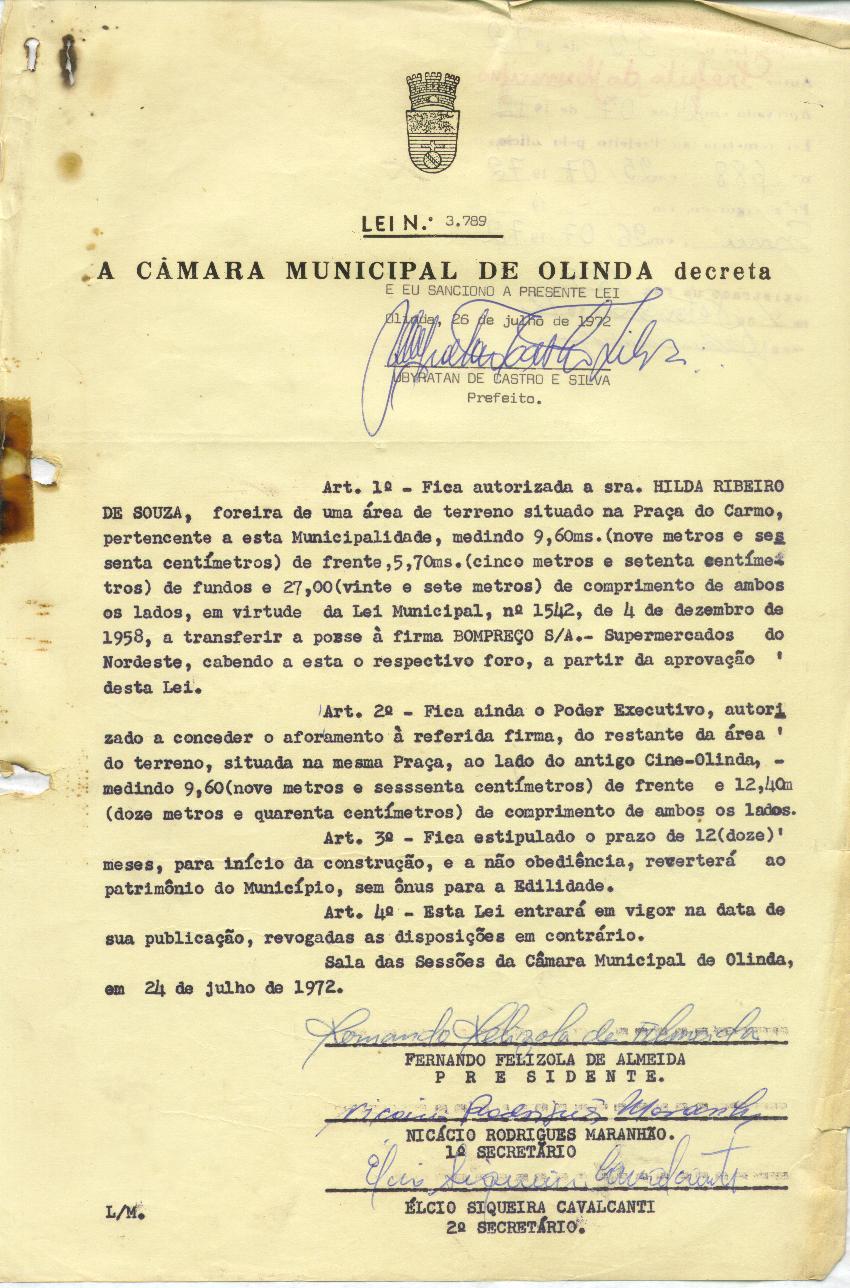 LEI N.º 3.789
A CÂMARA MUNICIPAL DE OLINDA decreta
E EU SANCIONO A PRESENTE LEI
Olinda, 26 de julho de 1972
UBYRATAN DE CASTRO E SILVA
Prefeito.
Art. 1º - Fica autorizada a sra. HILDA RIBEIRO
DE SOUZA, foreira de uma área de terreno situado na Praça do Carmo,
pertencente a esta Municipalidade, medindo 9,60ms.(nove metros e ses
senta centímetros) de frente,5,70ms.(cinco metros e setenta centíme-
tros) de fundos e 27,00(vinte e sete metros) de comprimento de ambos
os lados, em virtude da Lei Municipal, nº 1542, de 4 de dezembro de
1958, a transferir a posse à firma BOMPREÇO S/A.- Supermercados do
Nordeste, cabendo a esta o respectivo foro, a partir da aprovação '
desta Lei.
Art. 2º - Fica ainda o Poder Executivo, autori
zado a conceder o aforamento à referida firma, do restante da área '
do terreno, situada na mesma Praça, ao lado do antigo Cine-Olinda, -
medindo 9,60(nove metros e sesssenta centímetros) de frente e 12,40m
(doze metros e quarenta centímetros) de comprimento de ambos os lados.
Art. 3º - Fica estipulado o prazo de 12(doze)'
meses, para início da construção, e a não obediência, reverterá ao
patrimônio do Município, sem ônus para a Edilidade.
Art. 4º - Esta Lei entrará em vigor na data de
sua publicação, revogadas as disposições em contrário.
Sala das Sessões da Câmara Municipal de Olinda,
em 24 de julho de 1972.
FERNANDO FELIZOLA DE ALMEIDA
P R E S I D E N T E.
Nicácio Rodrigues Maranhão
NICÁCIO RODRIGUES MARANHÃO.
1º SECRETÁRIO
Élcio Siqueira Cavalcanti
ÉLCIO SIQUEIRA CAVALCANTI
2º SECRETÁRIO.
L/M.